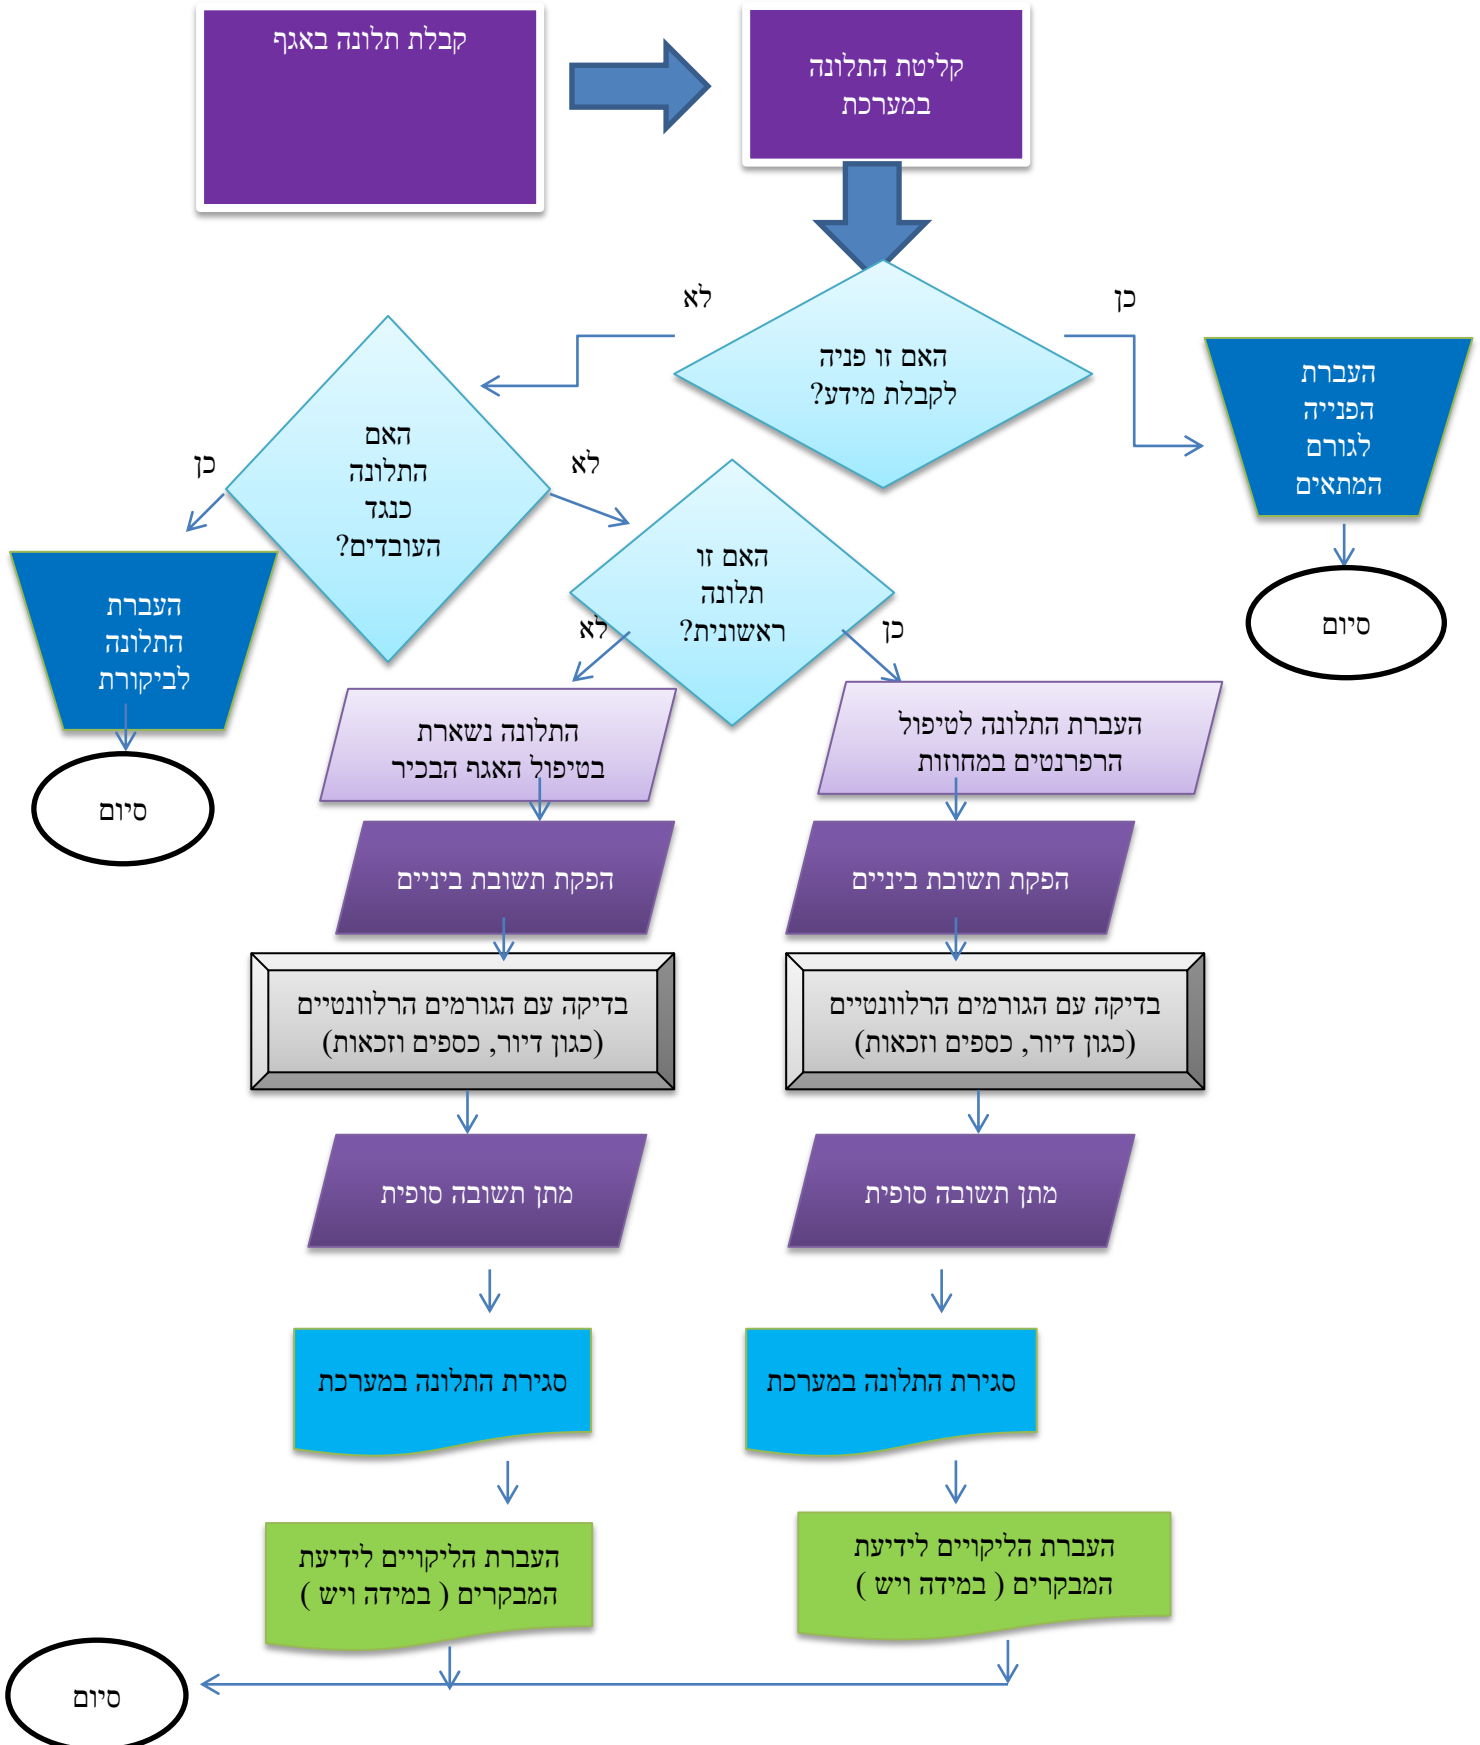 קבלת תלונה באגף
קליטת התלונה
במערכת
לא
כן
האם זו פניה
לקבלת מידע?
העברת
הפנייה
לגורם
המתאים
סיום
האם
התלונה
כנגד
העובדים?
כן
לא
העברת
התלונה
לביקורת
סיום
האם זו
תלונה
ראשונית?
לא
כן
העברת התלונה לטיפול
הרפרנטים במחוזות
התלונה נשארת
בטיפול האגף הבכיר
הפקת תשובת ביניים
הפקת תשובת ביניים
בדיקה עם הגורמים הרלוונטיים
(כגון דיור, כספים וזכאות)
בדיקה עם הגורמים הרלוונטיים
(כגון דיור, כספים וזכאות)
מתן תשובה סופית
מתן תשובה סופית
סגירת התלונה במערכת
סגירת התלונה במערכת
העברת הליקויים לידיעת
המבקרים ( במידה ויש )
העברת הליקויים לידיעת
המבקרים ( במידה ויש )
סיום